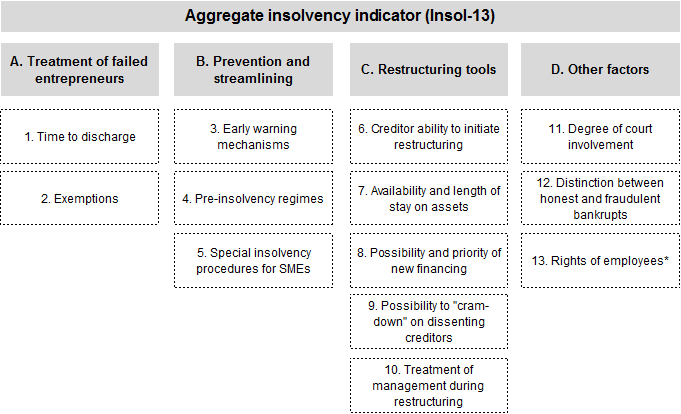 Aggregate insolvency indicator (Insol-13)
A. Treatment of failed
entrepreneurs
1. Time to discharge
2. Exemptions
B. Prevention and
streamlining
3. Early warning
mechanisms
4. Pre-insolvency regimes
5. Special insolvency
procedures for SMEs
C. Restructuring tools
6. Creditor ability to initiate
restructuring
7. Availability and length of
stay on assets
8. Possibility and priority of
new financing
9. Possibility to "cram-
down" on dissenting
creditors
10. Treatment of
management during
restructuring
D. Other factors
11. Degree of court
involvement
12. Distinction between
honest and fraudulent
bankrupts
13. Rights of employees*